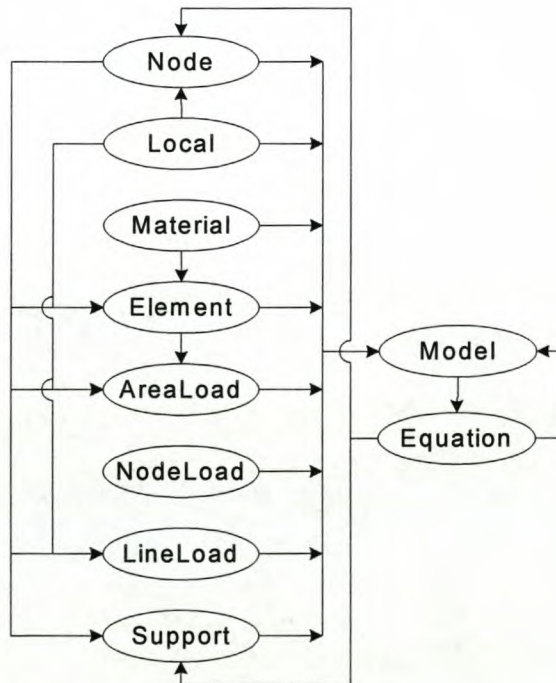 Node
Local
Material
Element
Model
AreaLoad
Equation
NodeLoad
LineLoad
Support